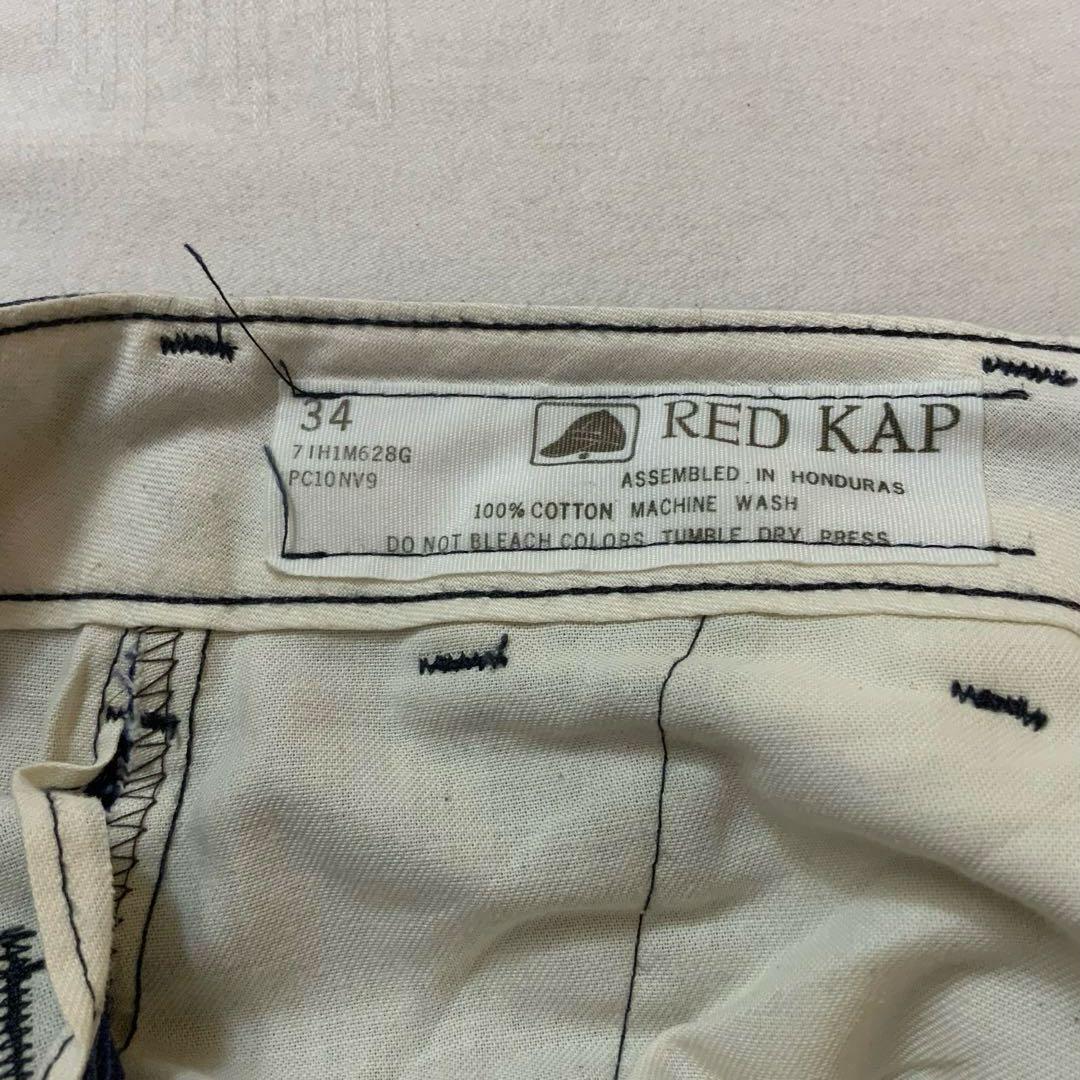 34
RED KAP
71H1M628G
PC10NV9
ASSEMBLED IN HONDURAS
100% COTTON MACHINE WASH
DO NOT BLEACH COLORS TUMBLE DRY PRESS